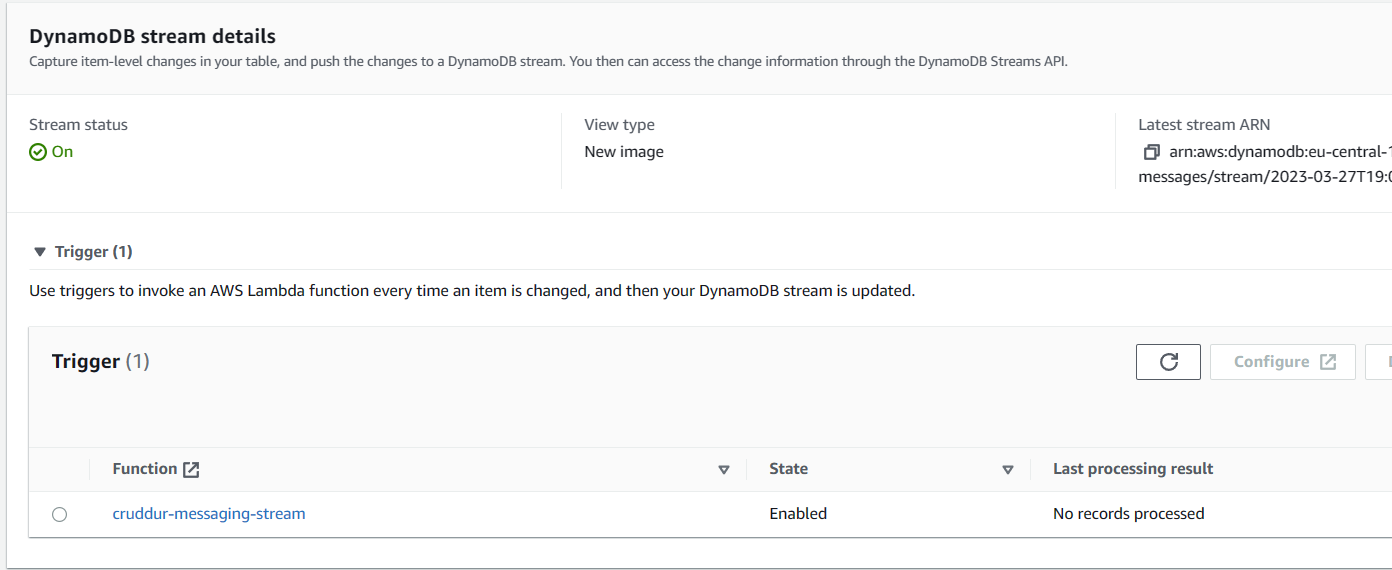 DynamoDB stream details
Capture item-level changes in your table, and push the changes to a DynamoDB stream. You then can access the change information through the DynamoDB Streams API.
Stream status
View type
Latest stream ARN
On
New image
arn:aws:dynamodb:eu-central-1
messages/stream/2023-03-27T19:0
Trigger (1)
Use triggers to invoke an AWS Lambda function every time an item is changed, and then your DynamoDB stream is updated.
Trigger (1)
Configure
Function
State
Last processing result
cruddur-messaging-stream
Enabled
No records processed